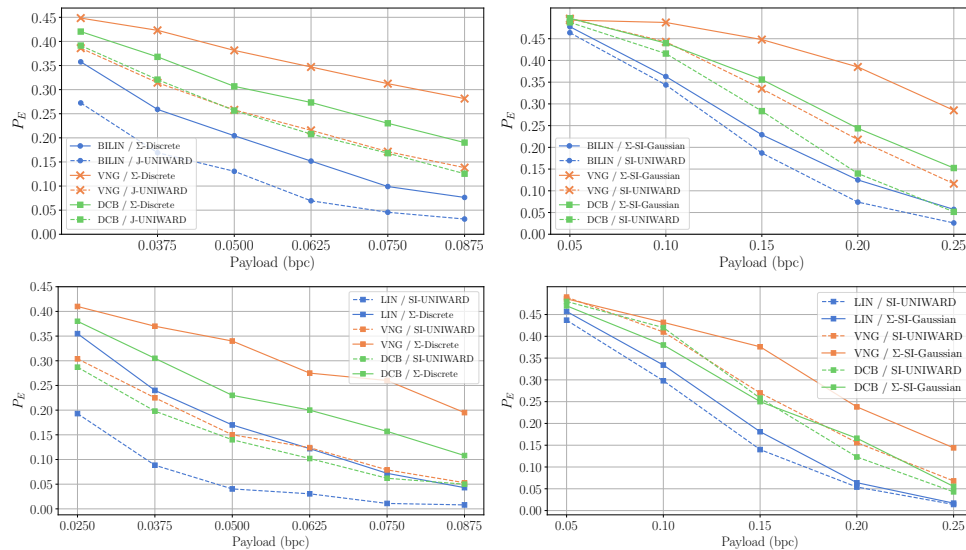 0.45
0.40
0.35
0.30
0.25
0.20
0.15
0.10
0.05
0.00
P_E
BILIN / Σ-Discrete
BILIN / J-UNIWARD
VNG / Σ-Discrete
VNG / J-UNIWARD
DCB / Σ-Discrete
DCB / J-UNIWARD
0.0375 0.0500 0.0625 0.0750 0.0875
Payload (bpc)
0.45
0.40
0.35
0.30
0.25
0.20
0.15
0.10
0.05
0.00
P_E
BILIN / Σ-SI-Gaussian
BILIN / SI-UNIWARD
VNG / Σ-SI-Gaussian
VNG / SI-UNIWARD
DCB / Σ-SI-Gaussian
DCB / SI-UNIWARD
0.05 0.10 0.15 0.20 0.25
Payload (bpc)
0.45
0.40
0.35
0.30
0.25
0.20
0.15
0.10
0.05
0.00
P_E
LIN / SI-UNIWARD
LIN / Σ-Discrete
VNG / SI-UNIWARD
VNG / Σ-Discrete
DCB / SI-UNIWARD
DCB / Σ-Discrete
0.0250 0.0375 0.0500 0.0625 0.0750 0.0875
Payload (bpc)
0.45
0.40
0.35
0.30
0.25
0.20
0.15
0.10
0.05
0.00
P_E
LIN / SI-UNIWARD
LIN / Σ-SI-Gaussian
VNG / SI-UNIWARD
VNG / Σ-SI-Gaussian
DCB / SI-UNIWARD
DCB / Σ-SI-Gaussian
0.05 0.10 0.15 0.20 0.25
Payload (bpc)